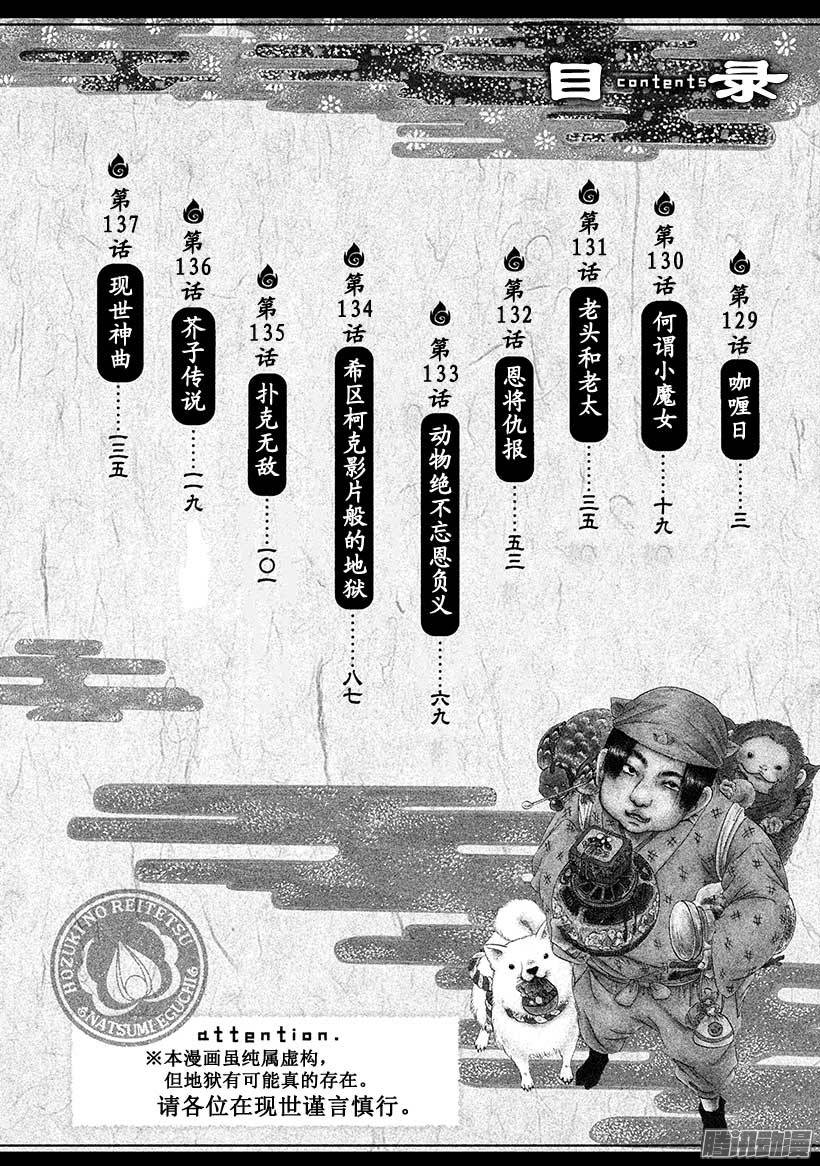 目 contents 录
第129话 咖喱日……三
第130话 何谓小魔女……十九
第131话 老头和老太……三五
第132话 恩将仇报……五三
第133话 动物绝不忘恩负义……六九
第134话 希区柯克影片般的地狱……八七
第135话 扑克无敌……一〇一
第136话 芥子传说……一一九
第137话 现世神曲……一三五
HOZUKI NO REITETSU
NATSUMI EGUCHI
attention.
※本漫画虽纯属虚构，
但地狱有可能真的存在。
请各位在现世谨言慎行。
腾讯动漫